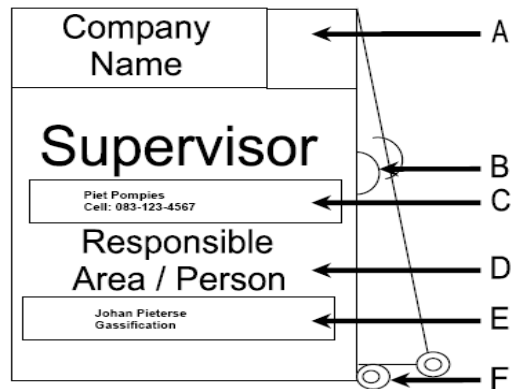 Company
Name
A
Supervisor
B
Piet Pompies
Cell: 083-123-4567
C
Responsible
Area / Person
D
Johan Pieterse
Gassification
E
F